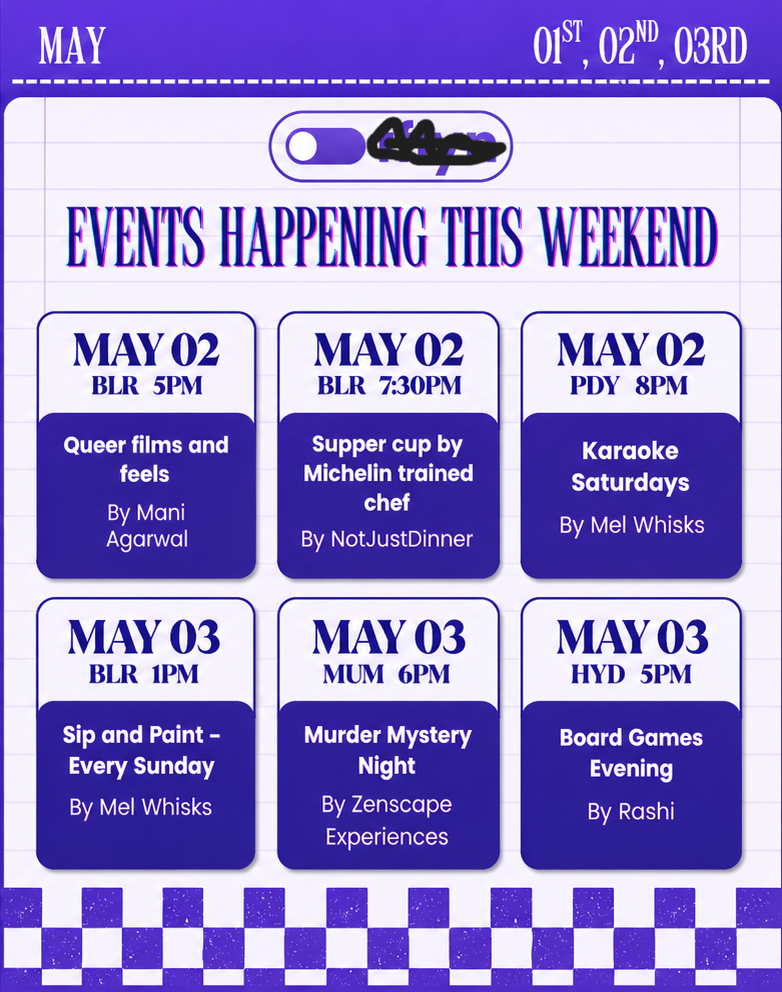 MAY
01ST, 02ND, 03RD
EVENTS HAPPENING THIS WEEKEND
MAY 02
BLR 5PM
Queer films and
feels
By Mani
Agarwal
MAY 02
BLR 7:30PM
Supper cup by
Michelin trained
chef
By NotJustDinner
MAY 02
PDY 8PM
Karaoke
Saturdays
By Mel Whisks
MAY 03
BLR 1PM
Sip and Paint –
Every Sunday
By Mel Whisks
MAY 03
MUM 6PM
Murder Mystery
Night
By Zenscape
Experiences
MAY 03
HYD 5PM
Board Games
Evening
By Rashi